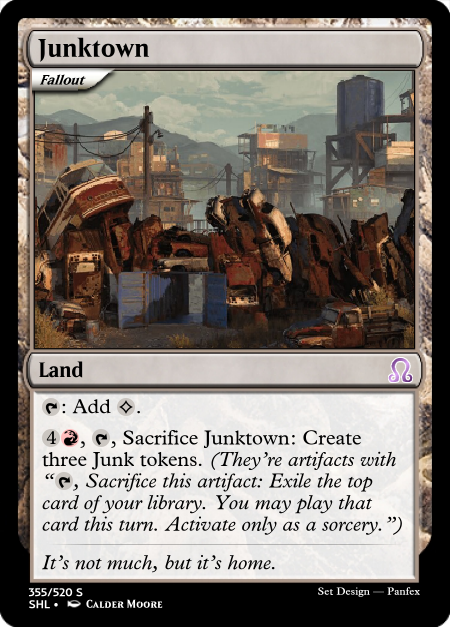 Junktown
Fallout
Land
: Add .
4 , , Sacrifice Junktown: Create
three Junk tokens. (They’re artifacts with
“, Sacrifice this artifact: Exile the top
card of your library. You may play that
card this turn. Activate only as a sorcery.”)
It’s not much, but it’s home.
355/520 S
Set Design — Panfex
SHL • Calder Moore